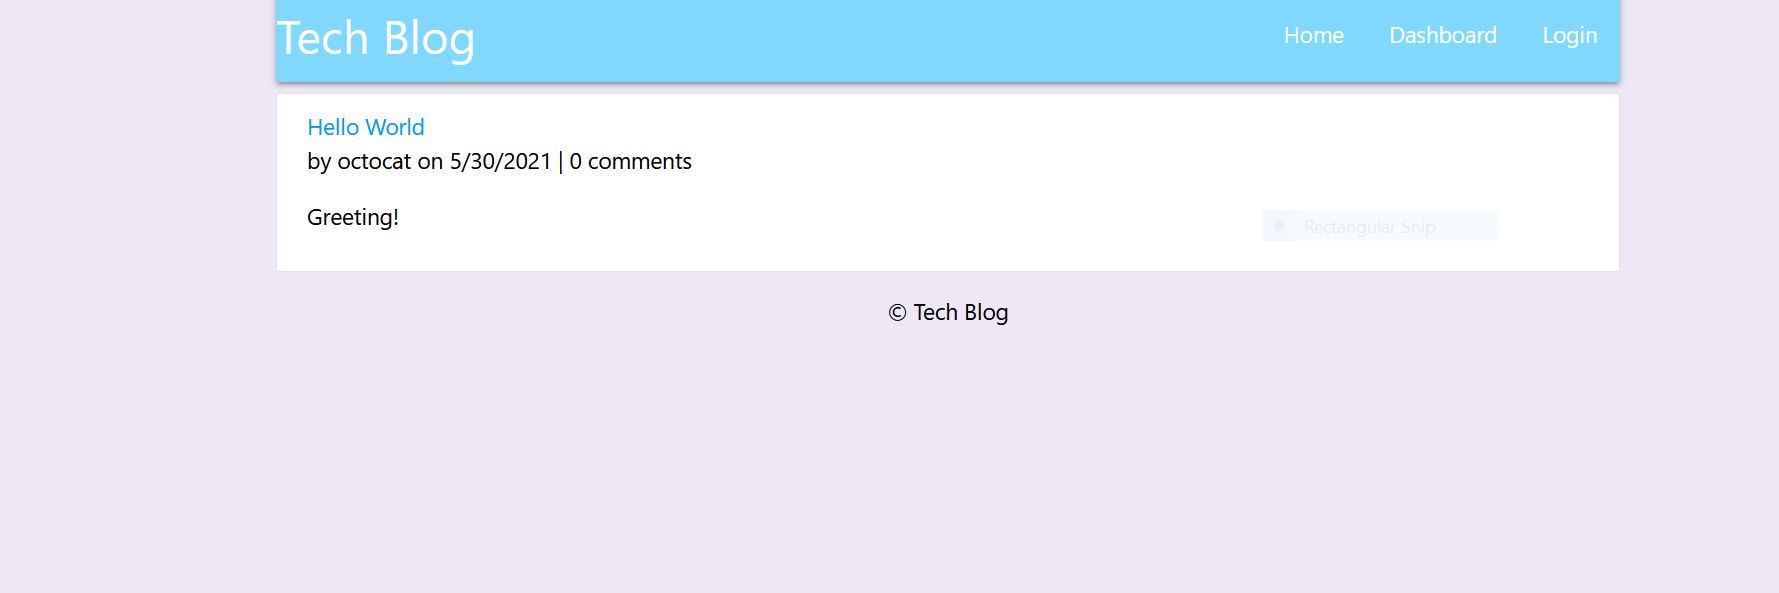 Tech Blog
Home Dashboard Login
Hello World
by octocat on 5/30/2021 | 0 comments
Greeting!
Rectangular Snip
© Tech Blog